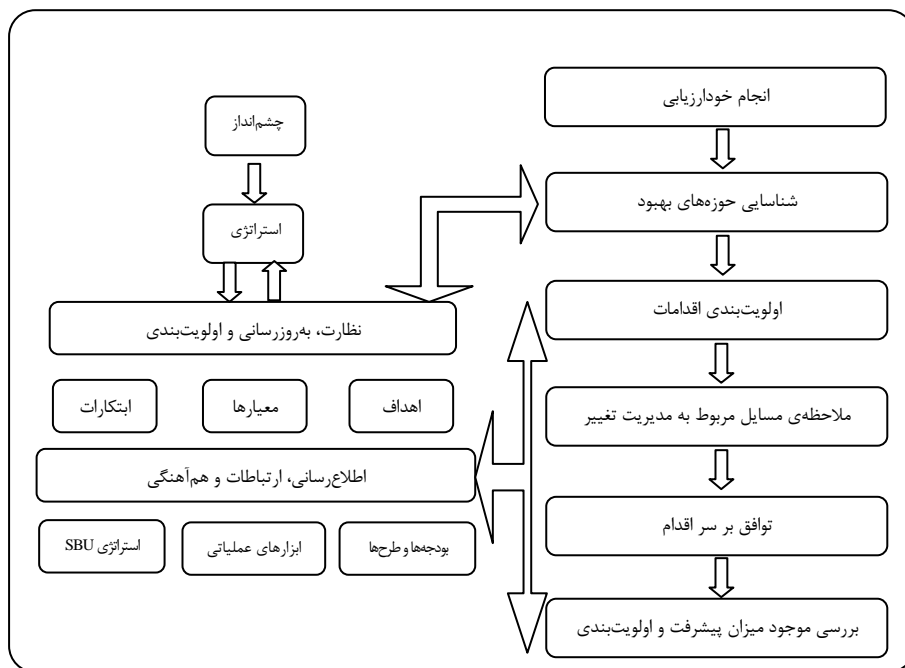 انجام خودارزیابی
شناسایی حوزه‌های بهبود
اولویت‌بندی اقدامات
ملاحظه‌ی مسایل مربوط به مدیریت تغییر
توافق بر سر اقدام
بررسی موجود میزان پیشرفت و اولویت‌بندی
چشم‌انداز
استراتژی
نظارت، به‌روزرسانی و اولویت‌بندی
اهداف
معیارها
ابتکارات
اطلاع‌رسانی، ارتباطات و هم‌آهنگی
بودجه‌ها و طرح‌ها
ابزارهای عملیاتی
استراتژی SBU